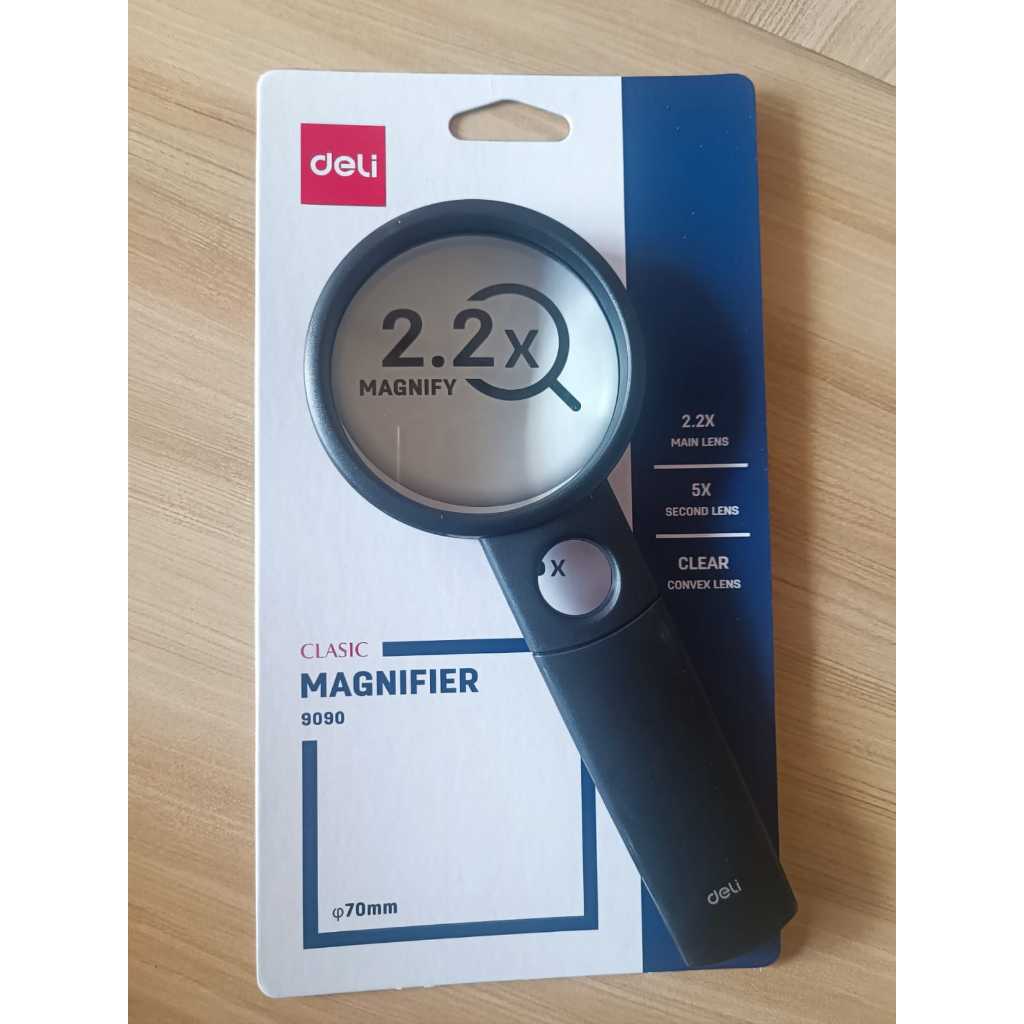 deli
2.2x
MAGNIFY
2.2X
MAIN LENS
5X
SECOND LENS
CLEAR
CONVEX LENS
X
CLASIC
MAGNIFIER
9090
φ70mm
deli